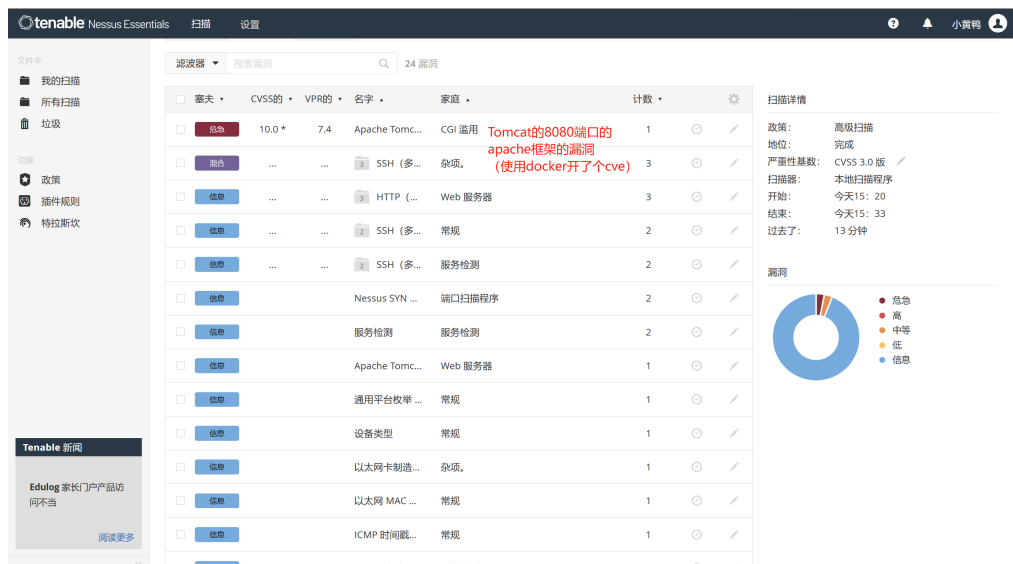 tenable Nessus Essentials 扫描 设置 小黄鸭
文件夹
我的扫描
所有扫描
垃圾
资源
政策
插件规则
特拉斯坎
Tenable 新闻
Edulog 家长门户产品访
问不当
阅读更多
滤波器 搜索漏洞 24 漏洞
塞夫 CVSS的 VPR的 名字 家庭 计数
危急 10.0 * 7.4 Apache Tomc... CGI 滥用 1
混合 ... ... 3 SSH（多... 杂项。 3
信息 ... ... 3 HTTP（... Web 服务器 3
信息 ... ... 2 SSH（多... 常规 2
信息 ... ... 2 SSH（多... 服务检测 2
信息 Nessus SYN ... 端口扫描程序 2
信息 服务检测 服务检测 2
信息 Apache Tomc... Web 服务器 1
信息 通用平台枚举 ... 常规 1
信息 设备类型 常规 1
信息 以太网卡制造... 杂项。 1
信息 以太网 MAC ... 常规 1
信息 ICMP 时间戳... 常规 1
Tomcat的8080端口的
apache框架的漏洞
（使用docker开了个cve）
扫描详情
政策： 高级扫描
地位： 完成
严重性基数： CVSS 3.0 版
扫描器： 本地扫描程序
开始： 今天15：20
结束： 今天15：33
过去了： 13 分钟
漏洞
危急
高
中等
低
信息